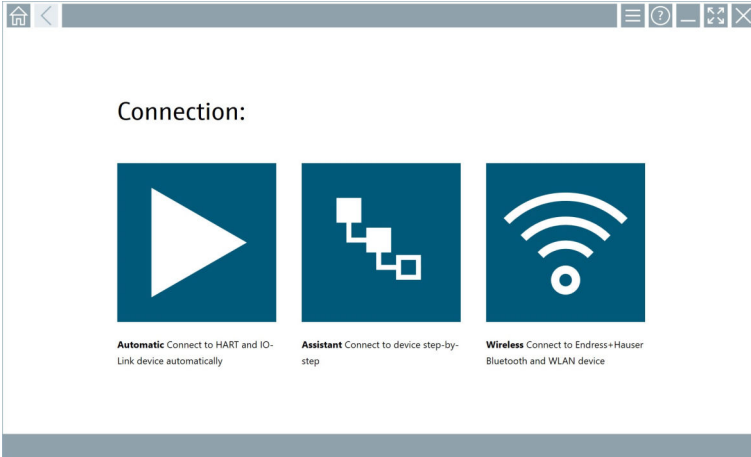 Connection:
Automatic Connect to HART and IO-
Link device automatically
Assistant Connect to device step-by-
step
Wireless Connect to Endress+Hauser
Bluetooth and WLAN device